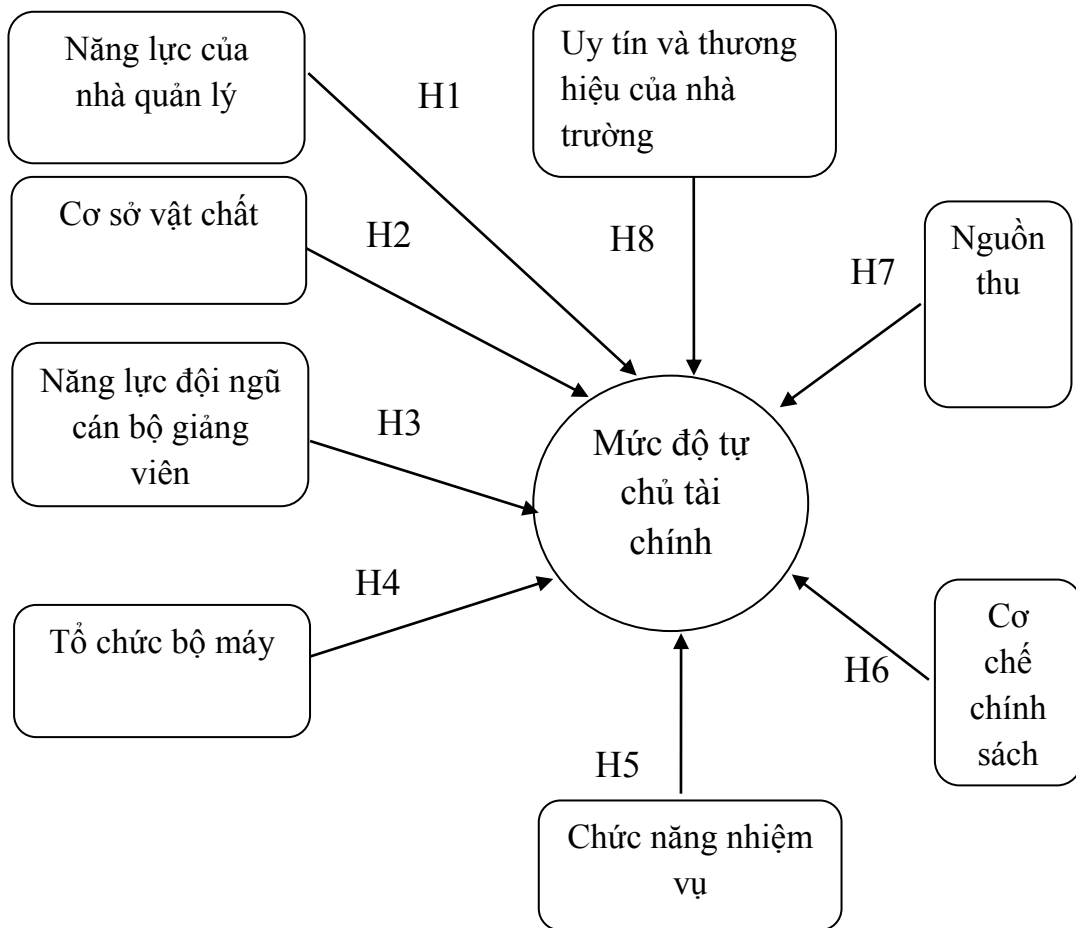 Năng lực của
nhà quản lý
H1
Uy tín và thương
hiệu của nhà
trường
Cơ sở vật chất
H2
H8
Nguồn
thu
H7
Năng lực đội ngũ
cán bộ giảng
viên
H3
Mức độ tự
chủ tài
chính
H4
Tổ chức bộ máy
Cơ
chế
chính
sách
H6
H5
Chức năng nhiệm
vụ